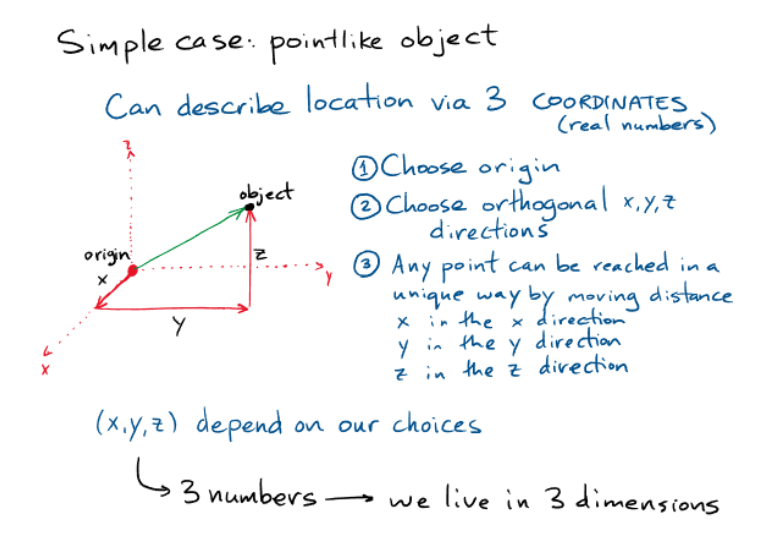 Simple case: pointlike object
Can describe location via 3 COORDINATES
(real numbers)
① Choose origin
② Choose orthogonal x,y,z
directions
③ Any point can be reached in a
unique way by moving distance
x in the x direction
y in the y direction
z in the z direction
z
object
origin
x
z
y
y
x
(x,y,z) depend on our choices
↳ 3 numbers → we live in 3 dimensions